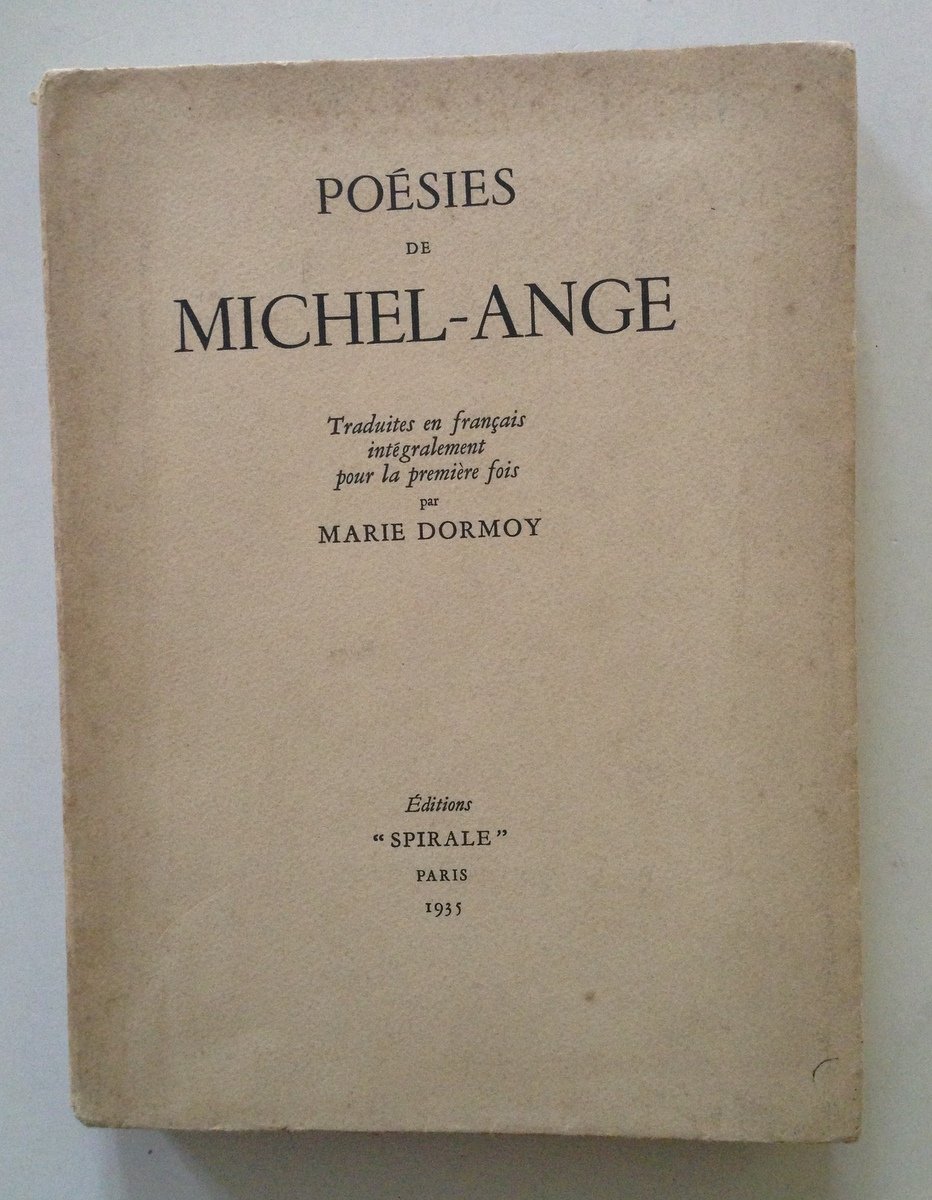 POÉSIES
DE
MICHEL-ANGE
Traduites en français
intégralement
pour la première fois
par
MARIE DORMOY
Éditions
“SPIRALE”
PARIS
1935